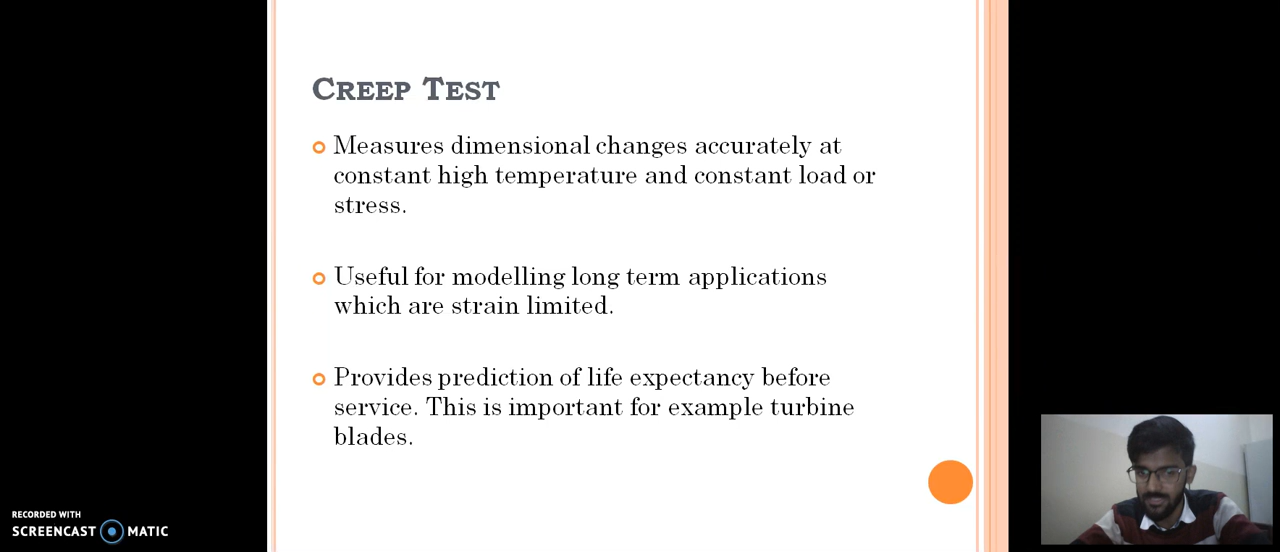 CREEP TEST
Measures dimensional changes accurately at
constant high temperature and constant load or
stress.
Useful for modelling long term applications
which are strain limited.
Provides prediction of life expectancy before
service. This is important for example turbine
blades.
RECORDED WITH
SCREENCAST MATIC